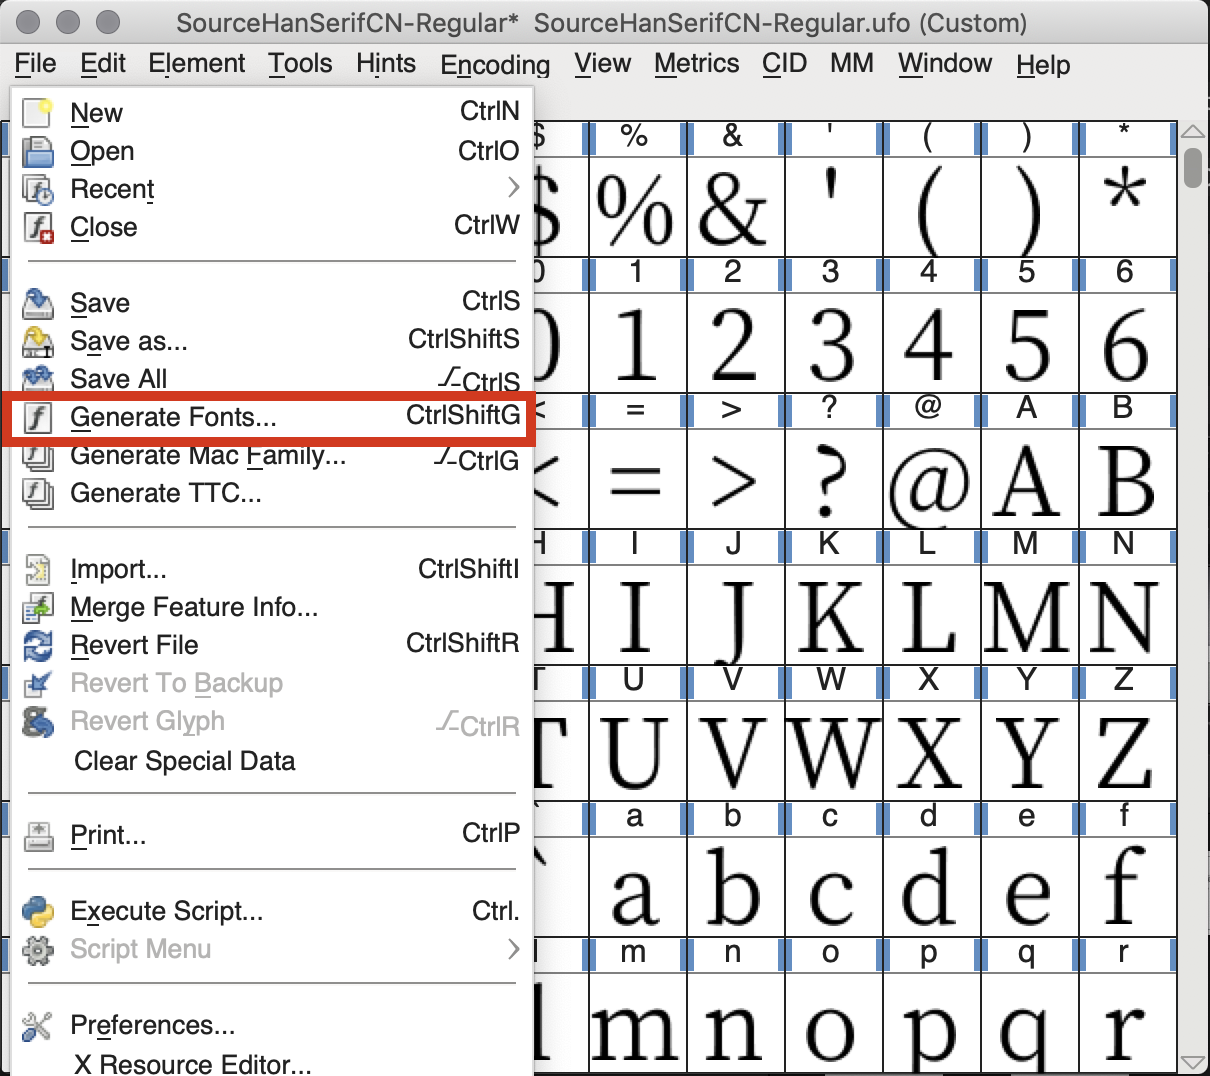 SourceHanSerifCN-Regular* SourceHanSerifCN-Regular.ufo (Custom)
File Edit Element Tools Hints Encoding View Metrics CID MM Window Help
New CtrlN
Open CtrlO
Recent
Close CtrlW
Save CtrlS
Save as... CtrlShiftS
Save All ⌥CtrlS
Generate Fonts... CtrlShiftG
Generate Mac Family... ⌥CtrlG
Generate TTC...
Import... CtrlShiftI
Merge Feature Info...
Revert File CtrlShiftR
Revert To Backup
Revert Glyph ⌥CtrlR
Clear Special Data
Print... CtrlP
Execute Script... Ctrl.
Script Menu
Preferences...
X Resource Editor...
$ % & ' ( ) *
$ % & ' ( ) *
0 1 2 3 4 5 6
0 1 2 3 4 5 6
< = > ? @ A B
< = > ? @ A B
H I J K L M N
H I J K L M N
T U V W X Y Z
T U V W X Y Z
` a b c d e f
` a b c d e f
l m n o p q r
l m n o p q r